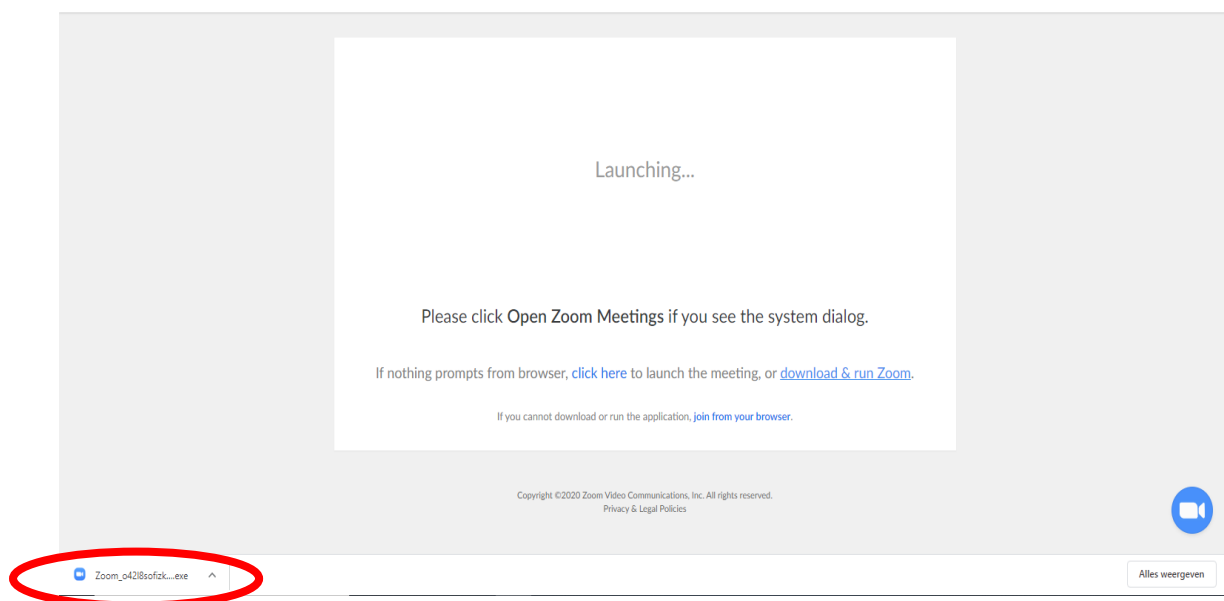 Launching...
Please click Open Zoom Meetings if you see the system dialog.
If nothing prompts from browser, click here to launch the meeting, or download & run Zoom.
If you cannot download or run the application, join from your browser.
Copyright ©2020 Zoom Video Communications, Inc. All rights reserved.
Privacy & Legal Policies
Zoom_o42l8sofizk....exe
Alles weergeven